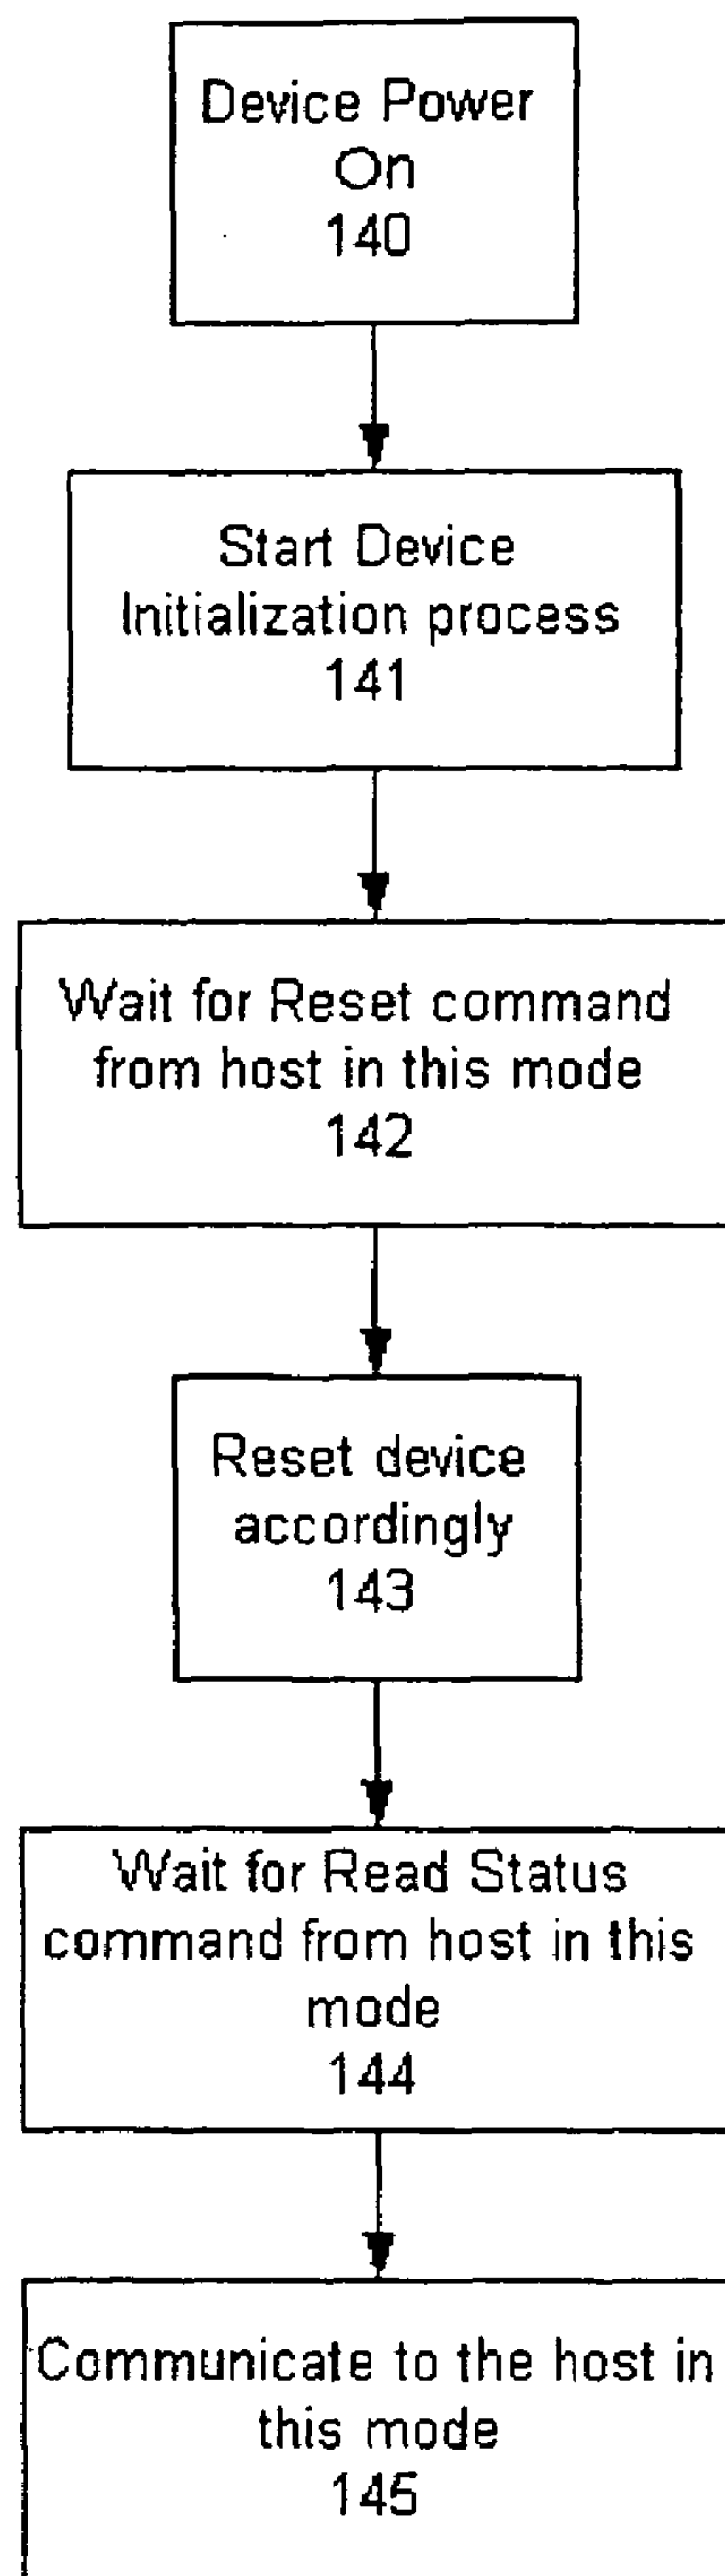 Device Power
On
140
Start Device
Initialization process
141
Wait for Reset command
from host in this mode
142
Reset device
accordingly
143
Wait for Read Status
command from host in this
mode
144
Communicate to the host in
this mode
145